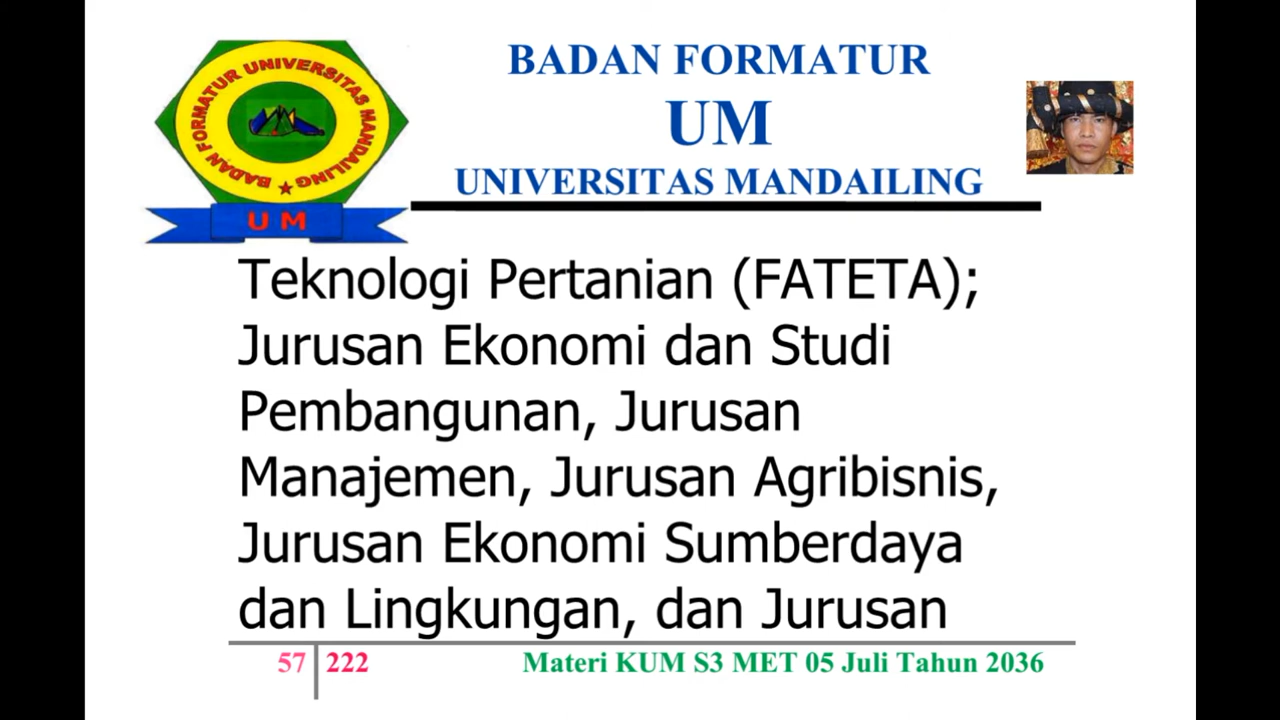 BADAN FORMATUR UNIVERSITAS MANDAILING
U M
BADAN FORMATUR
UM
UNIVERSITAS MANDAILING
Teknologi Pertanian (FATETA);
Jurusan Ekonomi dan Studi
Pembangunan, Jurusan
Manajemen, Jurusan Agribisnis,
Jurusan Ekonomi Sumberdaya
dan Lingkungan, dan Jurusan
57 222 Materi KUM S3 MET 05 Juli Tahun 2036